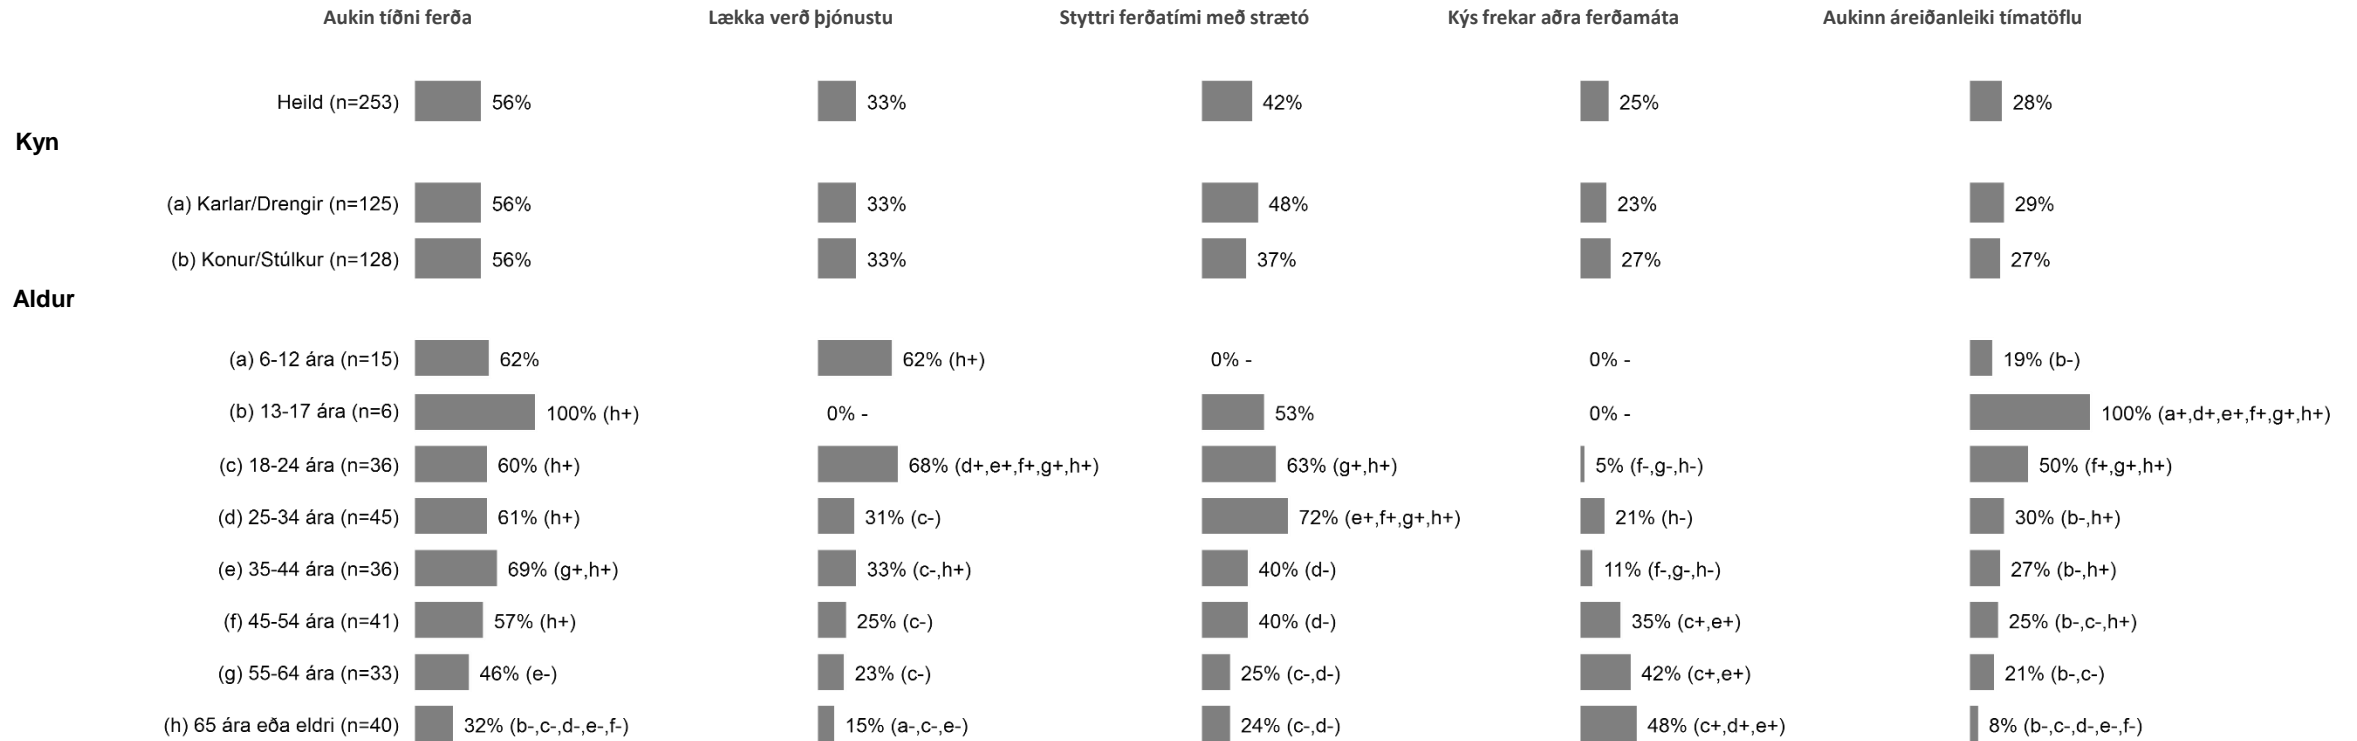 Aukin tíðni ferða Lækka verð þjónustu Styttri ferðatími með strætó Kýs frekar aðra ferðamáta Aukinn áreiðanleiki tímatöflu
Heild (n=253) 56% 33% 42% 25% 28%
Kyn
(a) Karlar/Drengir (n=125) 56% 33% 48% 23% 29%
(b) Konur/Stúlkur (n=128) 56% 33% 37% 27% 27%
Aldur
(a) 6-12 ára (n=15) 62% 62% (h+) 0% - 0% - 19% (b-)
(b) 13-17 ára (n=6) 100% (h+) 0% - 53% 0% - 100% (a+,d+,e+,f+,g+,h+)
(c) 18-24 ára (n=36) 60% (h+) 68% (d+,e+,f+,g+,h+) 63% (g+,h+) 5% (f-,g-,h-) 50% (f+,g+,h+)
(d) 25-34 ára (n=45) 61% (h+) 31% (c-) 72% (e+,f+,g+,h+) 21% (h-) 30% (b-,h+)
(e) 35-44 ára (n=36) 69% (g+,h+) 33% (c-,h+) 40% (d-) 11% (f-,g-,h-) 27% (b-,h+)
(f) 45-54 ára (n=41) 57% (h+) 25% (c-) 40% (d-) 35% (c+,e+) 25% (b-,c-,h+)
(g) 55-64 ára (n=33) 46% (e-) 23% (c-) 25% (c-,d-) 42% (c+,e+) 21% (b-,c-)
(h) 65 ára eða eldri (n=40) 32% (b-,c-,d-,e-,f-) 15% (a-,c-,e-) 24% (c-,d-) 48% (c+,d+,e+) 8% (b-,c-,d-,e-,f-)